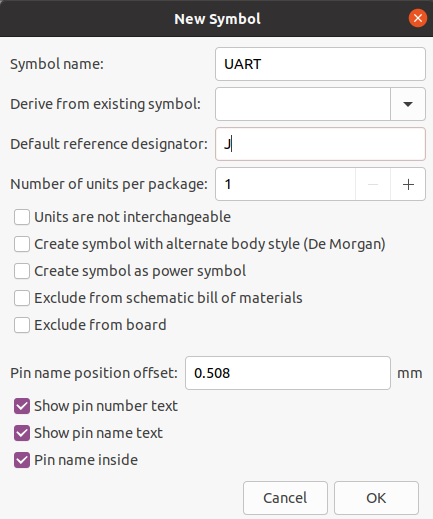 New Symbol
Symbol name: UART
Derive from existing symbol:
Default reference designator: J
Number of units per package: 1
Units are not interchangeable
Create symbol with alternate body style (De Morgan)
Create symbol as power symbol
Exclude from schematic bill of materials
Exclude from board
Pin name position offset: 0.508 mm
Show pin number text
Show pin name text
Pin name inside
Cancel OK